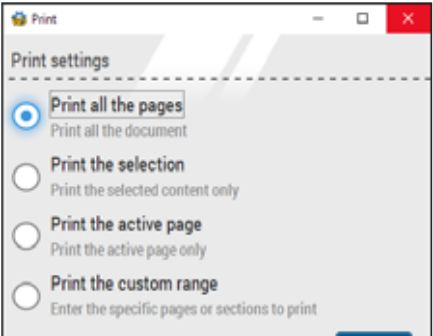 Print
Print settings
Print all the pages
Print all the document
Print the selection
Print the selected content only
Print the active page
Print the active page only
Print the custom range
Enter the specific pages or sections to print